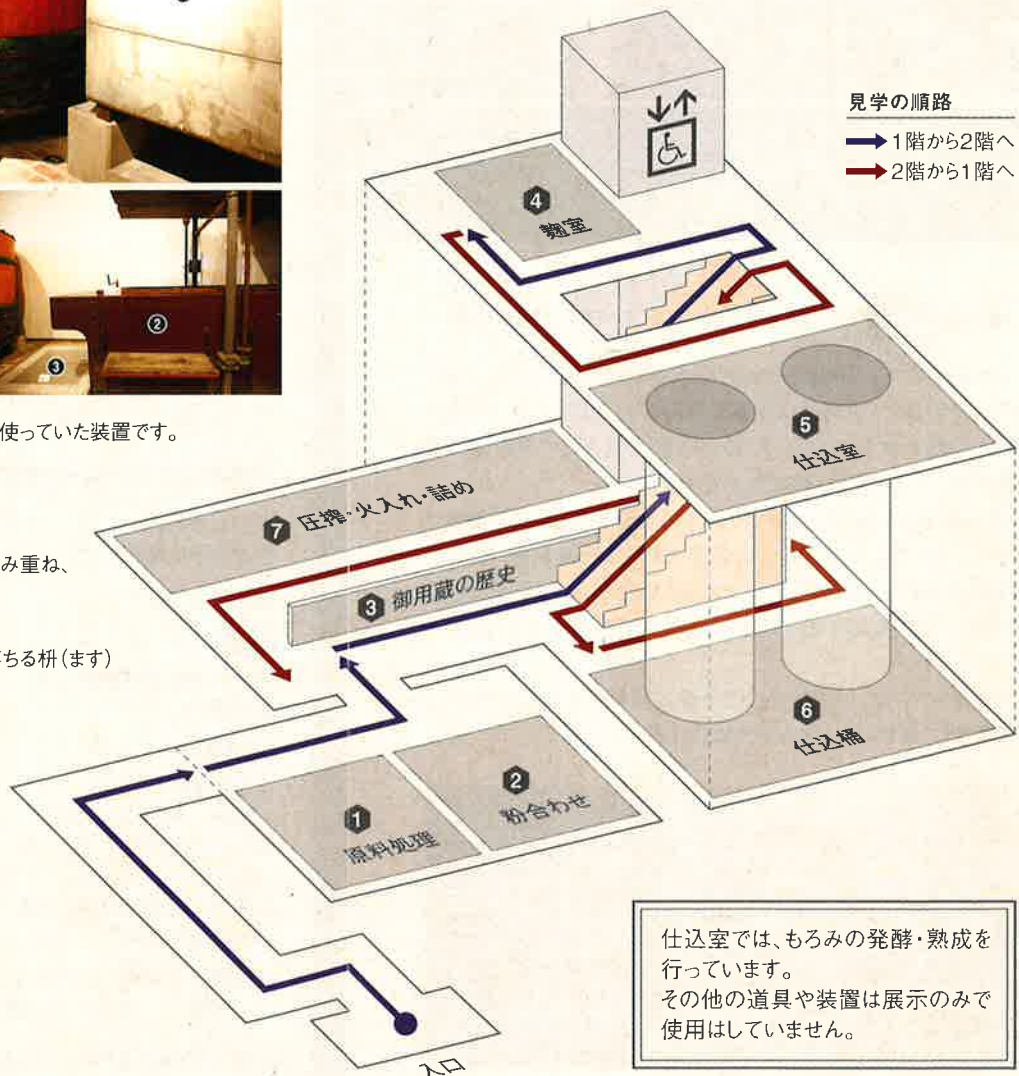 ②
③
使っていた装置です。
み重ね、
ちる枡(ます)
見学の順路
1階から2階へ
2階から1階へ
4
麹室
5
仕込室
7 圧搾・火入れ・詰め
3 御用蔵の歴史
6
仕込桶
2
粉合わせ
1
原料処理
入口
仕込室では、もろみの発酵・熟成を
行っています。
その他の道具や装置は展示のみで
使用はしていません。